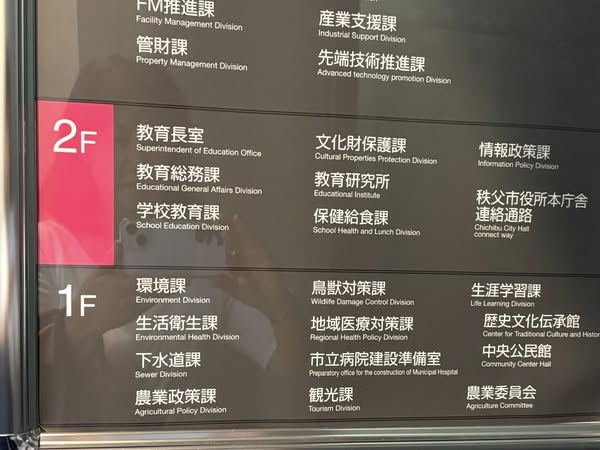 FM推進課
Facility Management Division
管財課
Property Management Division
産業支援課
Industrial Support Division
先端技術推進課
Advanced technology promotion Division
2F
教育長室
Superintendent of Education Office
教育総務課
Educational General Affairs Division
学校教育課
School Education Division
文化財保護課
Cultural Properties Protection Division
教育研究所
Educational Institute
保健給食課
School Health and Lunch Division
情報政策課
Information Policy Division
秩父市役所本庁舎
連絡通路
Chichibu City Hall
connect way
1F
環境課
Environment Division
生活衛生課
Environmental Health Division
下水道課
Sewer Division
農業政策課
Agricultural Policy Division
鳥獣対策課
Wildlife Damage Control Division
地域医療対策課
Regional Health Policy Division
市立病院建設準備室
Preparatory office for the construction of Municipal Hospital
観光課
Tourism Division
生涯学習課
Life Learning Division
歴史文化伝承館
Center for Traditional Culture and Histor
中央公民館
Community Center Hall
農業委員会
Agriculture Committee